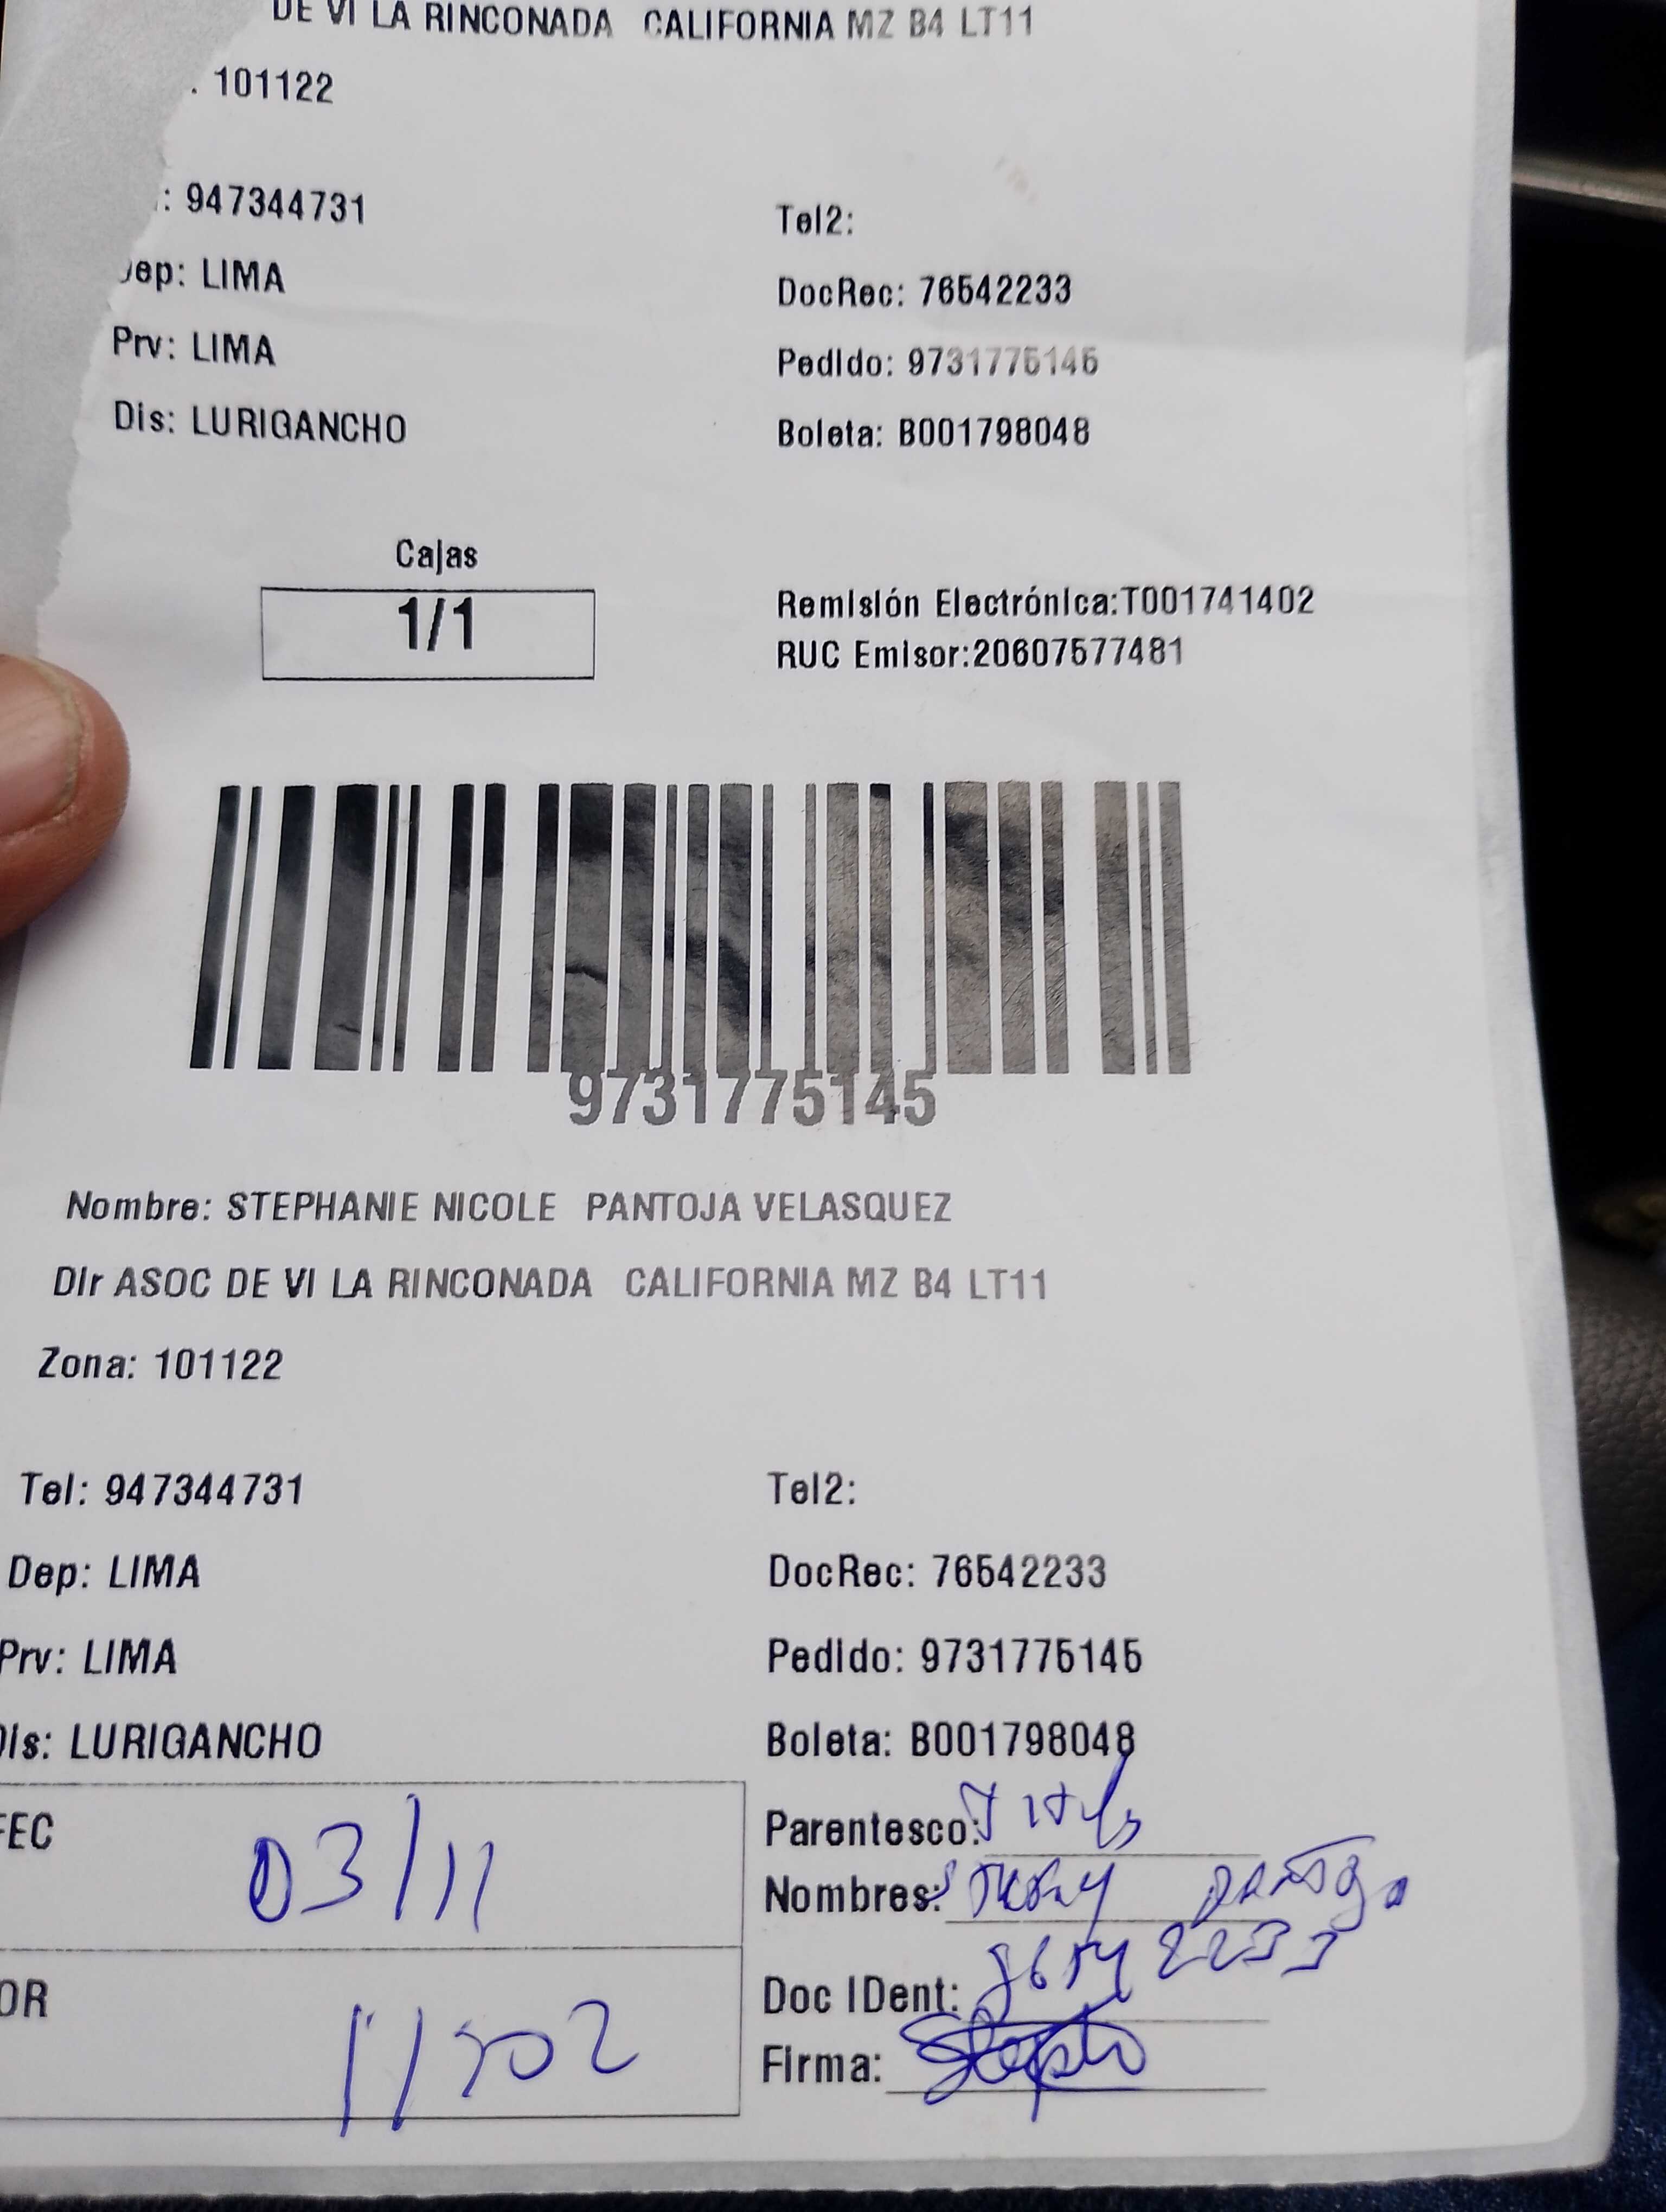 DE VI LA RINCONADA CALIFORNIA MZ B4 LT11
. 101122
: 947344731
Tel2:
Dep: LIMA
DocRec: 76542233
Prv: LIMA
Pedido: 9731775145
Dis: LURIGANCHO
Boleta: B001798048
Cajas
1/1
Remisión Electrónica:T001741402
RUC Emisor:20607577481
9731775145
Nombre: STEPHANIE NICOLE PANTOJA VELASQUEZ
Dir ASOC DE VI LA RINCONADA CALIFORNIA MZ B4 LT11
Zona: 101122
Tel: 947344731
Tel2:
Dep: LIMA
DocRec: 76542233
Prv: LIMA
Pedido: 9731775145
Dis: LURIGANCHO
Boleta: B001798048
FEC 03/11
Parentesco:
Nombres:
OR
Doc IDent:
Firma: